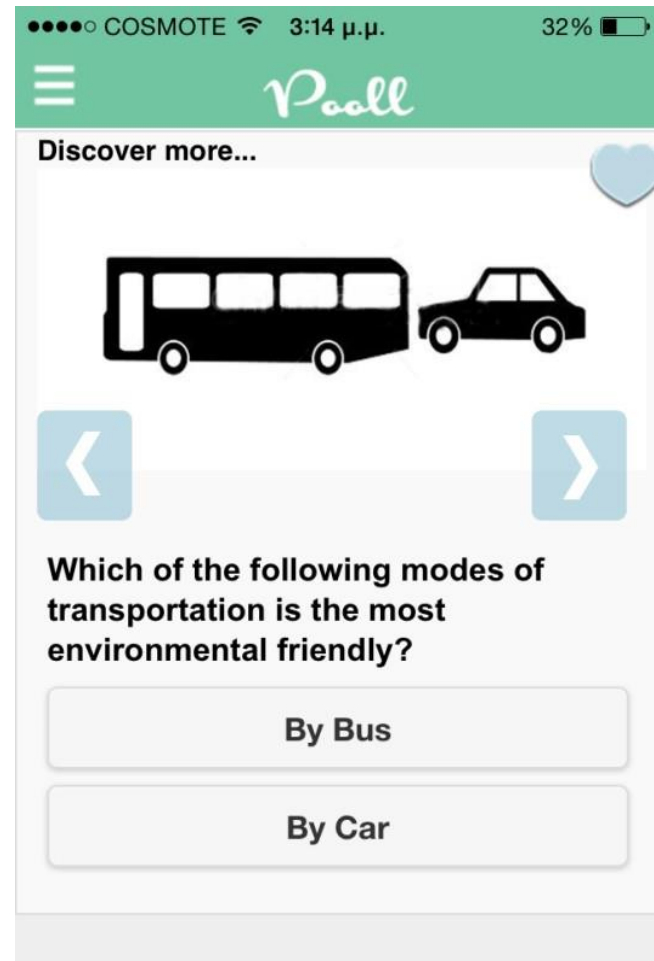 COSMOTE 3:14 μ.μ. 32%
Pooll
Discover more...
Which of the following modes of
transportation is the most
environmental friendly?
By Bus
By Car